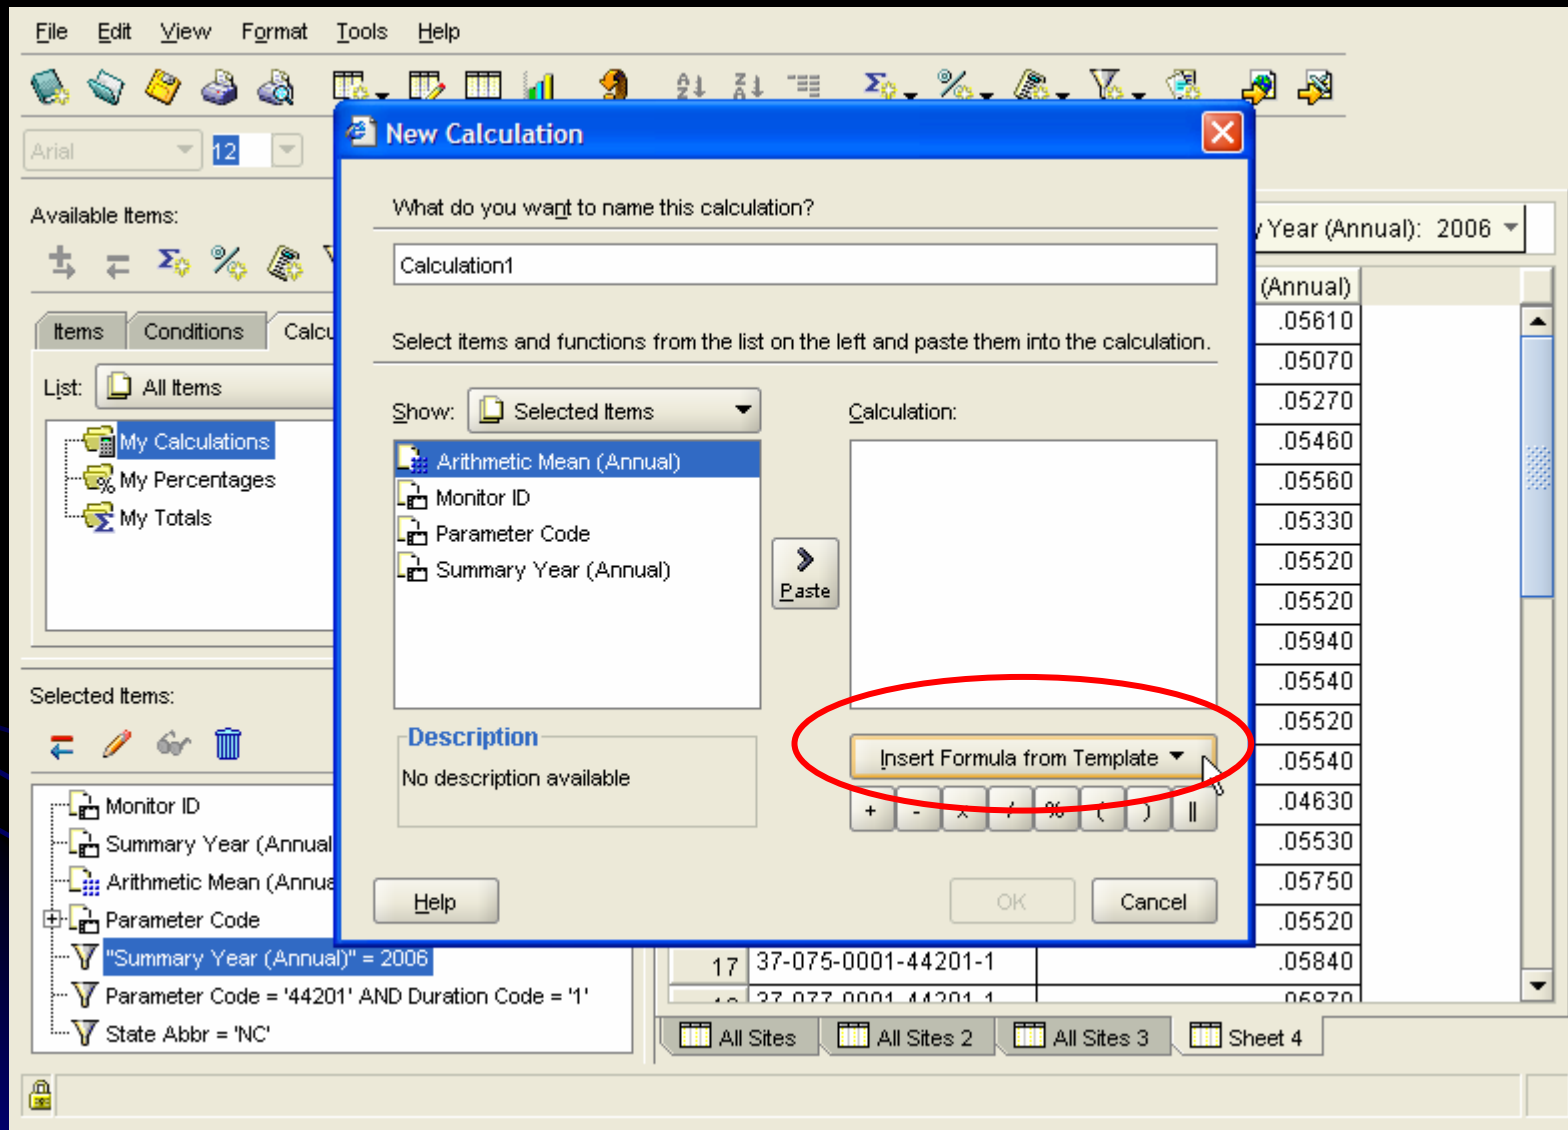 File Edit View Format Tools Help
Arial 12
Available Items:
Items Conditions Calcu
List: All Items
My Calculations
My Percentages
My Totals
Selected Items:
Monitor ID
Summary Year (Annual
Arithmetic Mean (Annua
Parameter Code
"Summary Year (Annual)" = 2006
Parameter Code = '44201' AND Duration Code = '1'
State Abbr = 'NC'
New Calculation
What do you want to name this calculation?
Calculation1
Select items and functions from the list on the left and paste them into the calculation.
Show: Selected Items
Calculation:
Arithmetic Mean (Annual)
Monitor ID
Parameter Code
Summary Year (Annual)
Paste
Description
No description available
Insert Formula from Template
+ - x / % ( ) ||
Help OK Cancel
y Year (Annual): 2006
(Annual)
.05610
.05070
.05270
.05460
.05560
.05330
.05520
.05520
.05940
.05540
.05520
.05540
.04630
.05530
.05750
.05520
17 37-075-0001-44201-1 .05840
37-077-0001-44201-1
All Sites All Sites 2 All Sites 3 Sheet 4